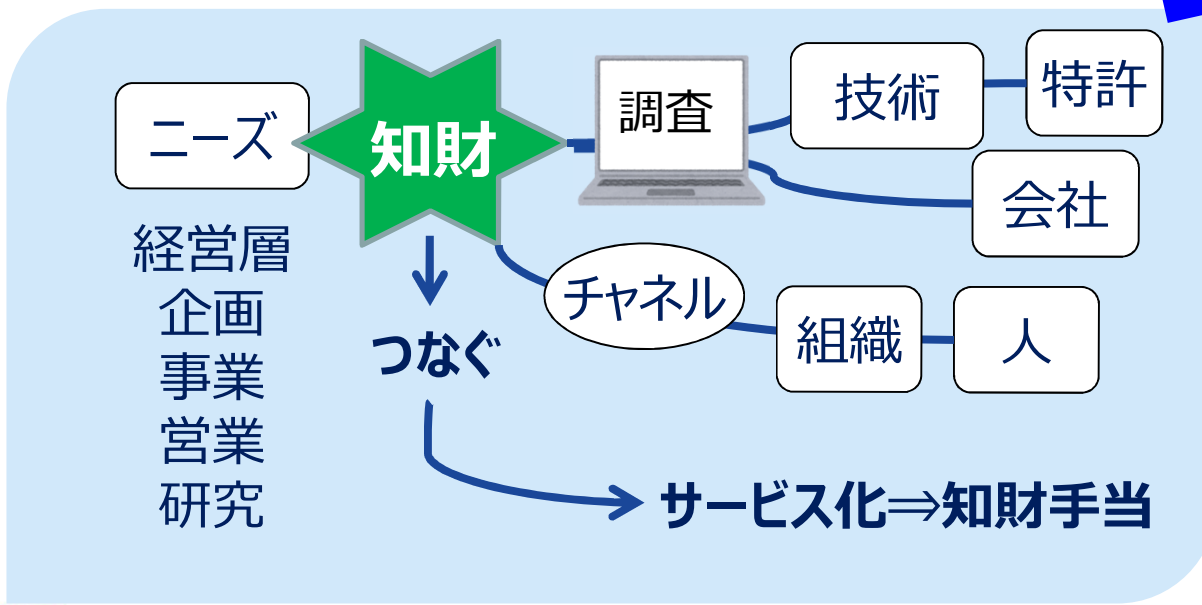 ニーズ
知財
調査
技術
特許
会社
経営層
企画
事業
営業
研究
チャネル
組織
人
つなぐ
サービス化⇒知財手当